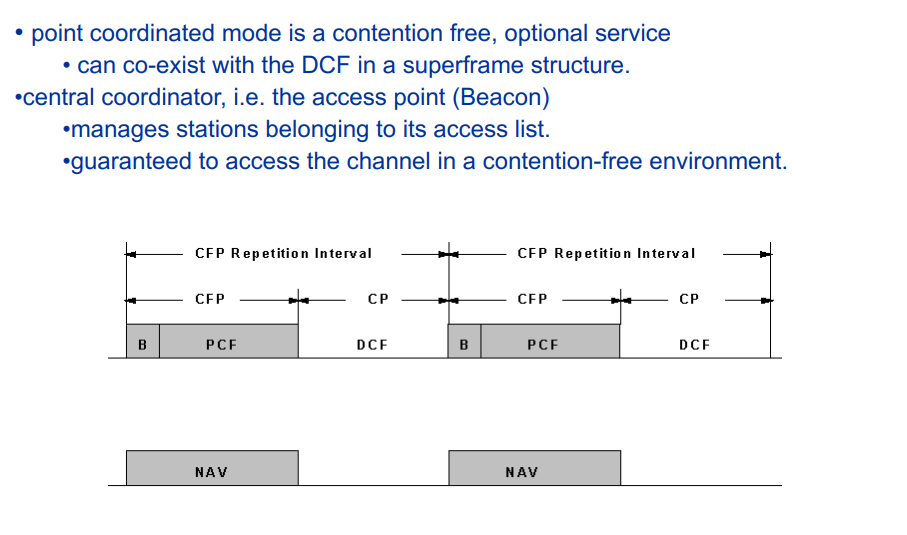 • point coordinated mode is a contention free, optional service
• can co-exist with the DCF in a superframe structure.
•central coordinator, i.e. the access point (Beacon)
•manages stations belonging to its access list.
•guaranteed to access the channel in a contention-free environment.
CFP Repetition Interval CFP Repetition Interval
CFP CP CFP CP
B PCF DCF B PCF DCF
NAV NAV